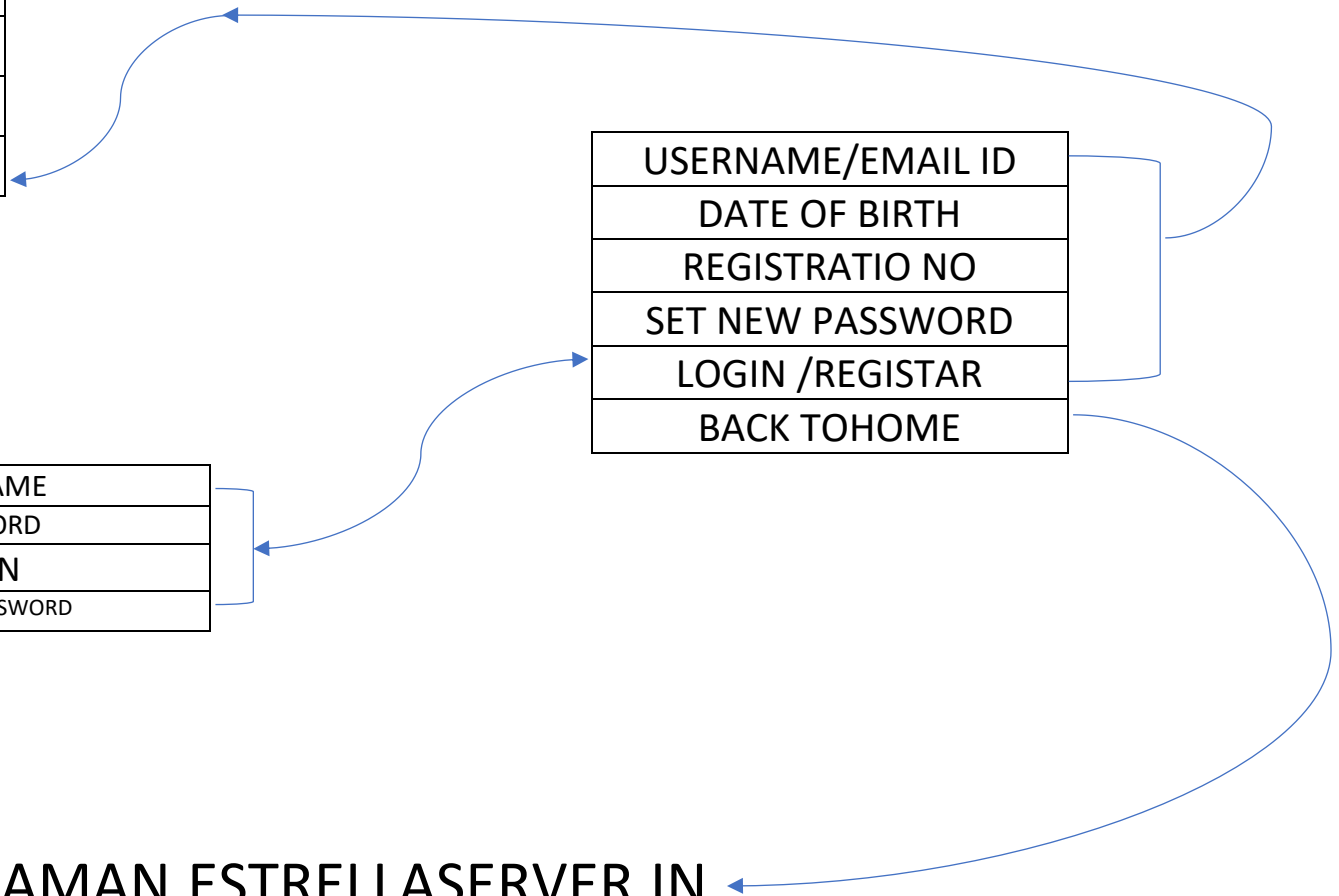 USERNAME/EMAIL ID
DATE OF BIRTH
REGISTRATIO NO
SET NEW PASSWORD
LOGIN /REGISTAR
BACK TOHOME
AME
ORD
N
SWORD
AMAN ESTRELLASERVER IN